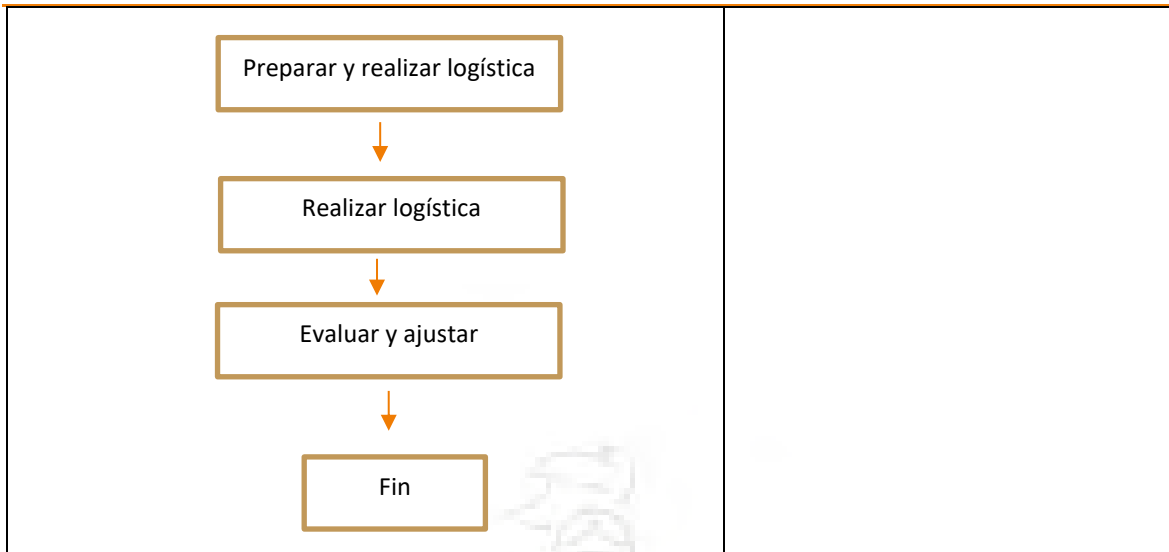 Preparar y realizar logística
Realizar logística
Evaluar y ajustar
Fin